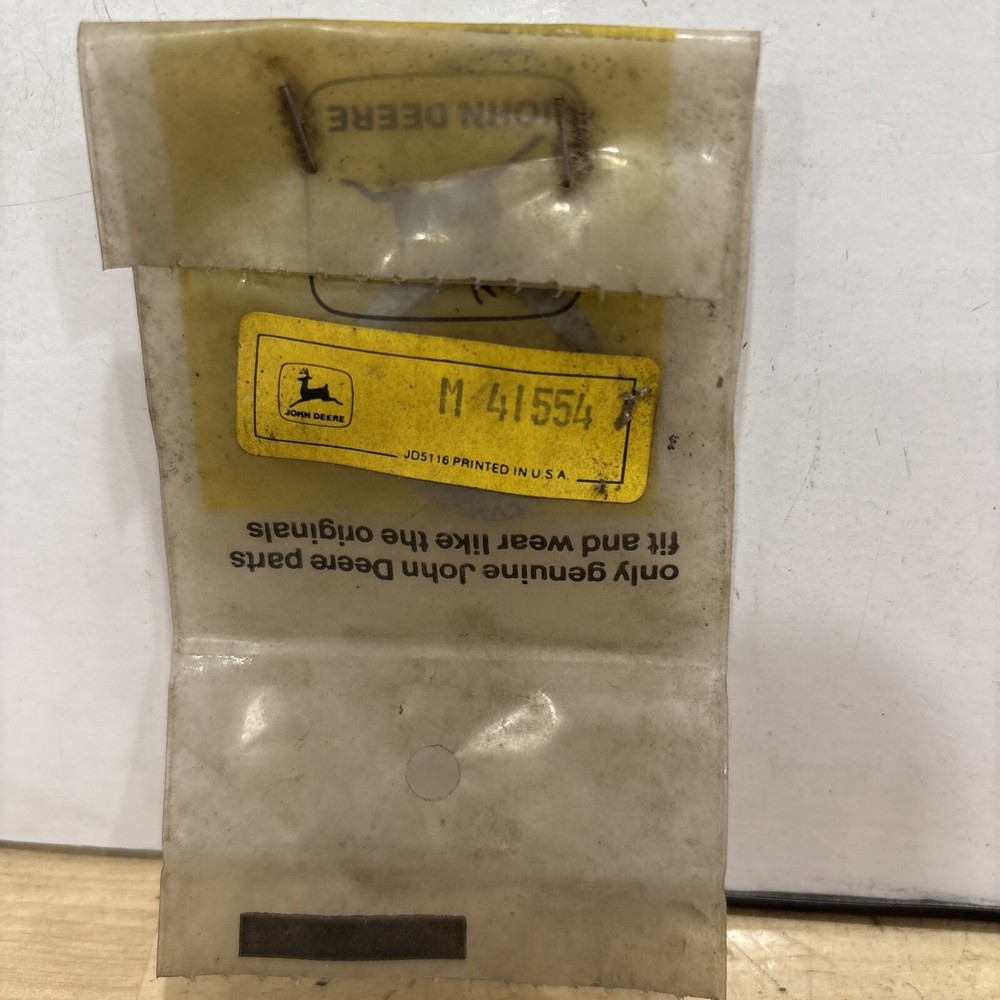 JOHN DEERE
JOHN DEERE
M 41554
JD5116 PRINTED IN U.S.A.
only genuine John Deere parts
fit and wear like the originals